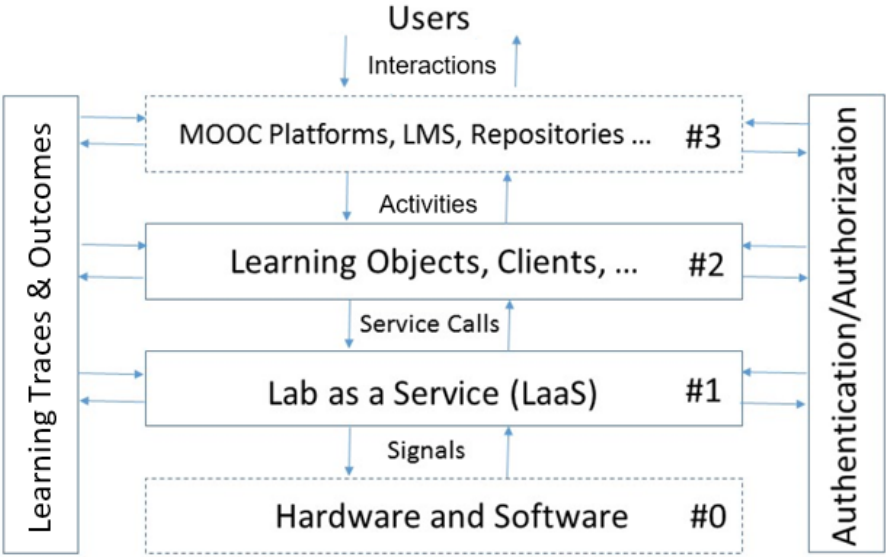 Users
Interactions
MOOC Platforms, LMS, Repositories ... #3
Activities
Learning Objects, Clients, ... #2
Service Calls
Lab as a Service (LaaS) #1
Signals
Hardware and Software #0
Learning Traces & Outcomes
Authentication/Authorization